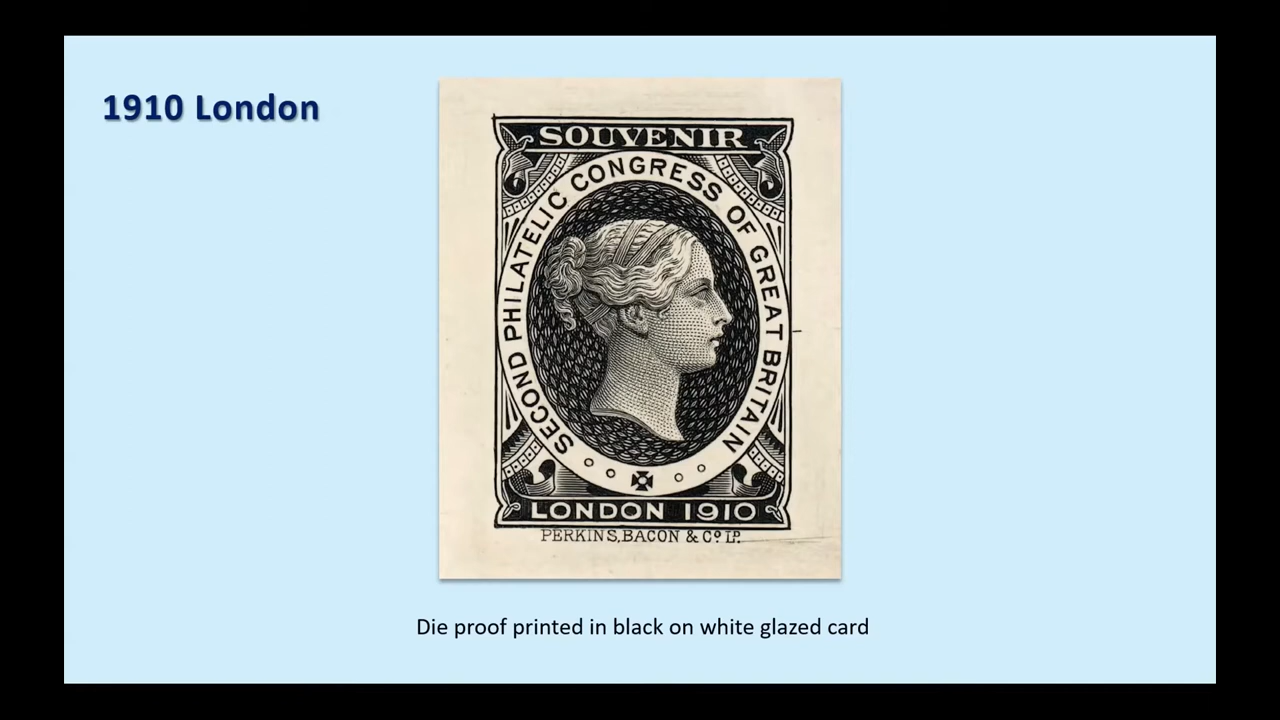 1910 London
SOUVENIR
SECOND PHILATELIC CONGRESS OF GREAT BRITAIN
LONDON 1910
PERKINS, BACON & Cº Lᴰ.
Die proof printed in black on white glazed card